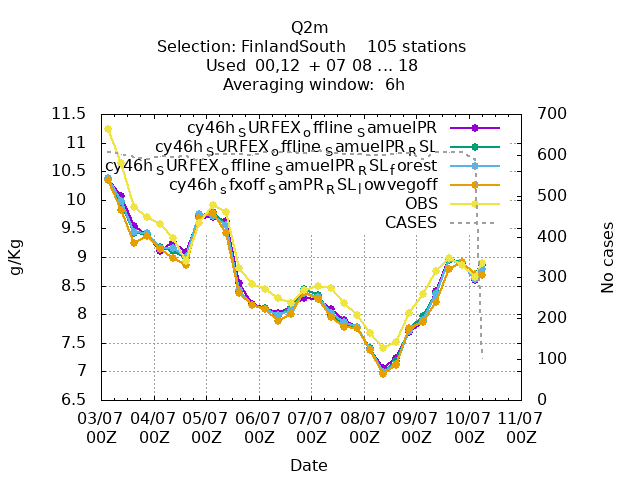 Q2m
Selection: FinlandSouth 105 stations
Used 00,12 + 07 08 ... 18
Averaging window: 6h
11.5
11
10.5
10
9.5
9
8.5
8
7.5
7
6.5
g/Kg
700
600
500
400
300
200
100
0
No cases
cy46h_SURFEX_offline_samuelPR
cy46h_SURFEX_offline_samuelPR_RSL
cy46h_SURFEX_offline_samuelPR_RSL_forest
cy46h_sfxoff_SamPR_RSL_lowvegoff
OBS
CASES
03/07 04/07 05/07 06/07 07/07 08/07 09/07 10/07 11/07
00Z 00Z 00Z 00Z 00Z 00Z 00Z 00Z 00Z
Date